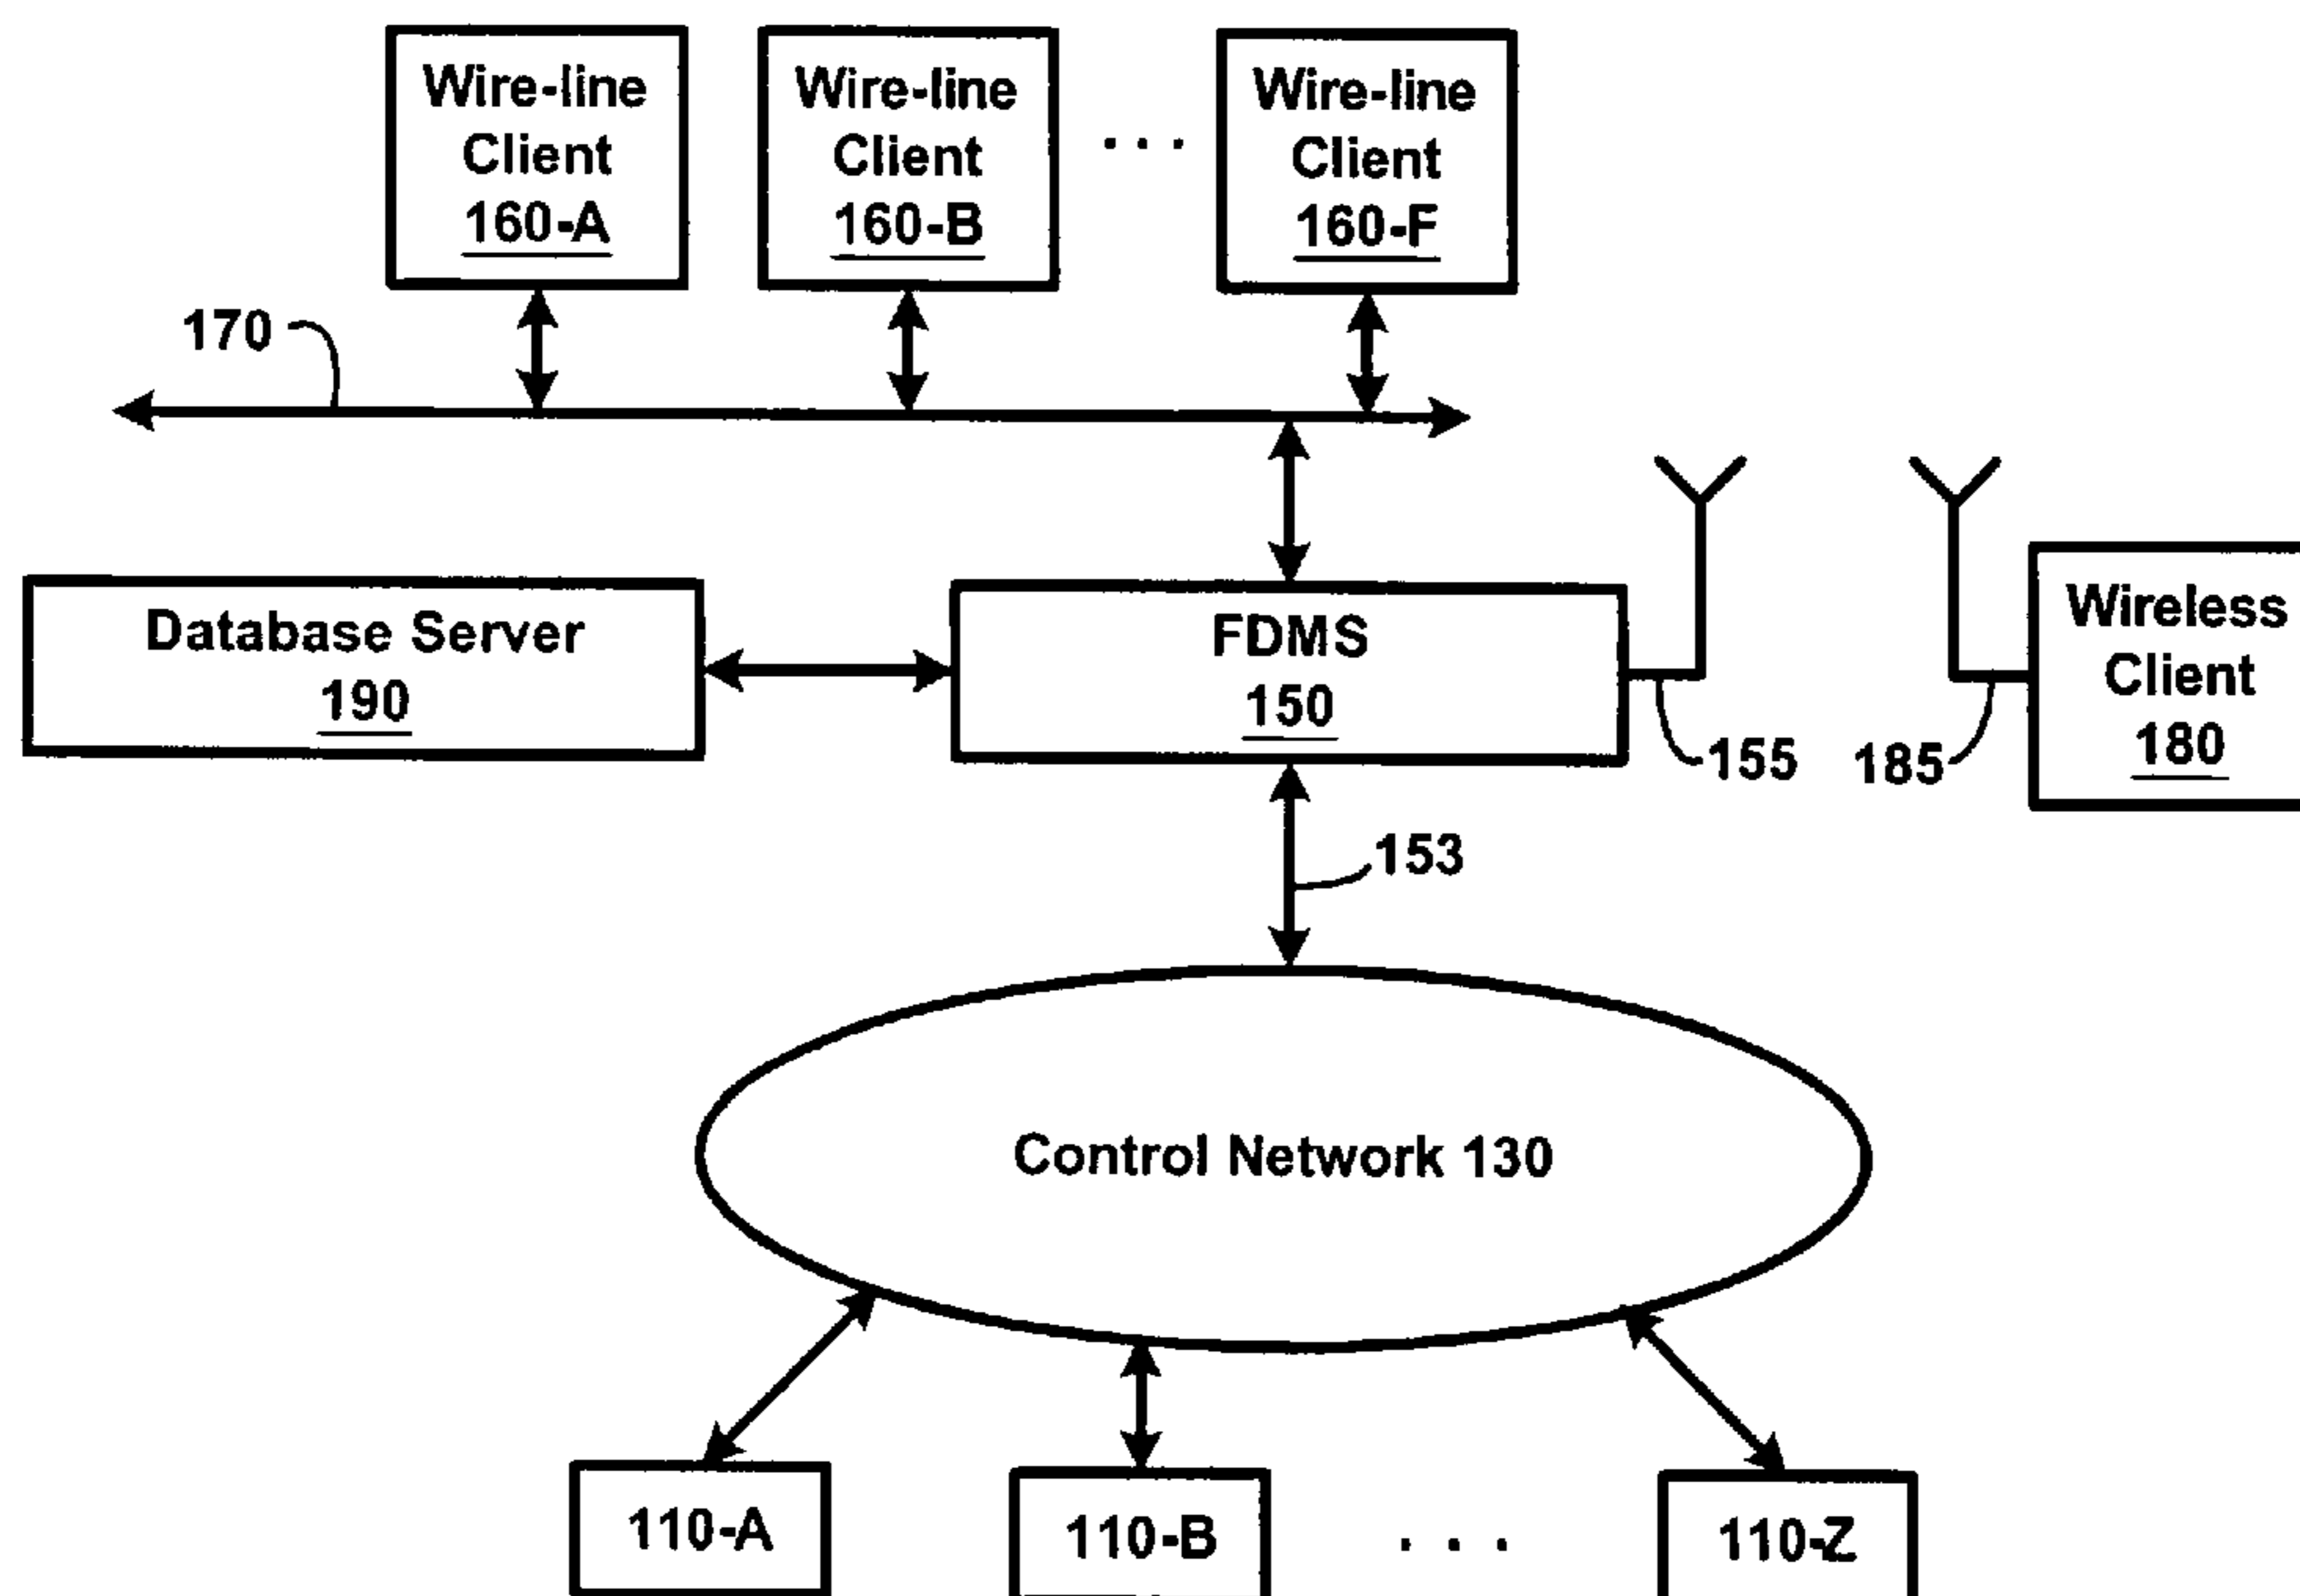 Wire-line
Client
160-A
Wire-line
Client
160-B
. . .
Wire-line
Client
160-F
170
Database Server
190
FDMS
150
155
185
Wireless
Client
180
153
Control Network 130
110-A
110-B
. . .
110-Z